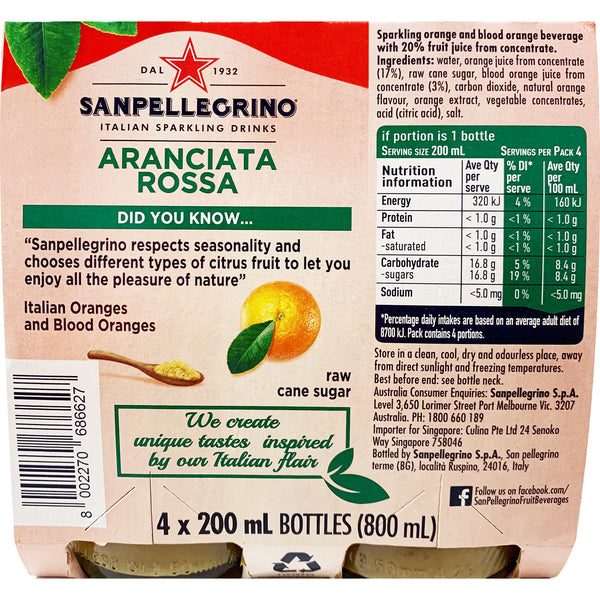 DAL 1932
SANPELLEGRINO
ITALIAN SPARKLING DRINKS
ARANCIATA
ROSSA
DID YOU KNOW...
“Sanpellegrino respects seasonality and
chooses different types of citrus fruit to let you
enjoy all the pleasure of nature”
Italian Oranges
and Blood Oranges
raw
cane sugar
We create
unique tastes inspired
by our Italian flair
8 002270 686627
4 x 200 mL BOTTLES (800 mL)
Sparkling orange and blood orange beverage
with 20% fruit juice from concentrate.
Ingredients: water, orange juice from concentrate
(17%), raw cane sugar, blood orange juice from
concentrate (3%), carbon dioxide, natural orange
flavour, orange extract, vegetable concentrates,
acid (citric acid), salt.
if portion is 1 bottle
SERVING SIZE 200 mL SERVINGS PER PACK 4
Nutrition information Ave Qty per serve % DI* per serve Ave Qty per 100 mL
Energy 320 kJ 4 % 160 kJ
Protein < 1.0 g <1 % < 1.0 g
Fat < 1.0 g <1 % < 1.0 g
-saturated < 1.0 g <1 % < 1.0 g
Carbohydrate 16.8 g 5 % 8.4 g
-sugars 16.8 g 19 % 8.4 g
Sodium <5.0 mg 0 % <5.0 mg
*Percentage daily intakes are based on an average adult diet of
8700 kJ. Pack contains 4 portions.
Store in a clean, cool, dry and odourless place, away
from direct sunlight and freezing temperatures.
Best before end: see bottle neck.
Australia Consumer Enquiries: Sanpellegrino S.p.A.
Level 3,650 Lorimer Street Port Melbourne Vic. 3207
Australia. PH: 1800 660 189
Importer for Singapore: Culina Pte Ltd 24 Senoko
Way Singapore 758046
Bottled by Sanpellegrino S.p.A., San pellegrino
terme (BG), località Ruspino, 24016, Italy
Follow us on facebook.com/
SanPellegrinoFruitBeverages